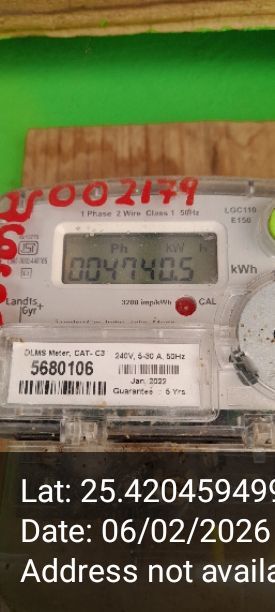 002179
1 Phase 2 Wire Class 1 50Hz
LGC110
E150
Ph kW h
004740.5
kWh
Landis
Gyr+
3200 imp/kWh
CAL
DLMS Meter, CAT- C3
5680106
240V, 5-30 A, 50Hz
Jan, 2022
Guarantee : 5 Yrs
Lat: 25.420459499
Date: 06/02/2026
Address not availa